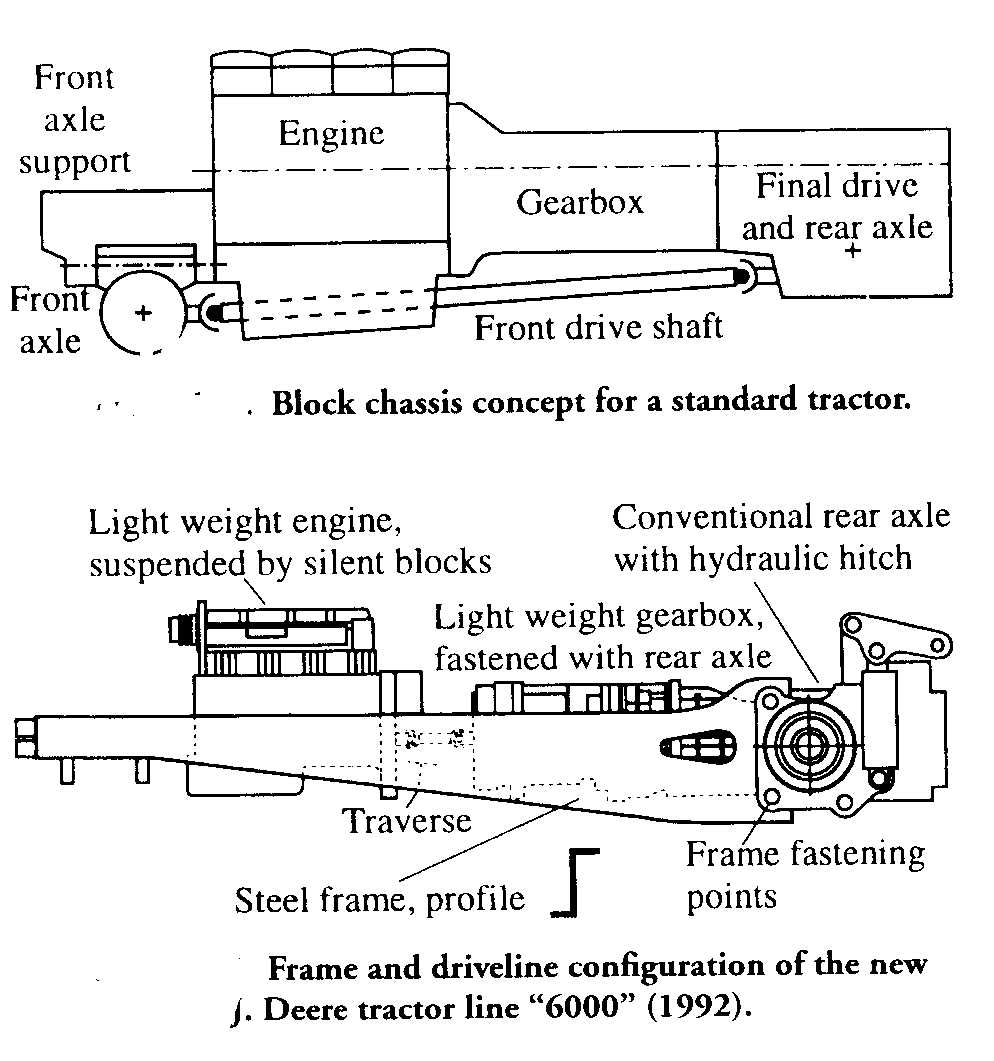 Front
axle
support
Engine
Gearbox
Final drive
and rear axle
Front
axle
Front drive shaft
. Block chassis concept for a standard tractor.
Light weight engine,
suspended by silent blocks
Conventional rear axle
with hydraulic hitch
Light weight gearbox,
fastened with rear axle
Traverse
Steel frame, profile
Frame fastening
points
Frame and driveline configuration of the new
J. Deere tractor line “6000” (1992).